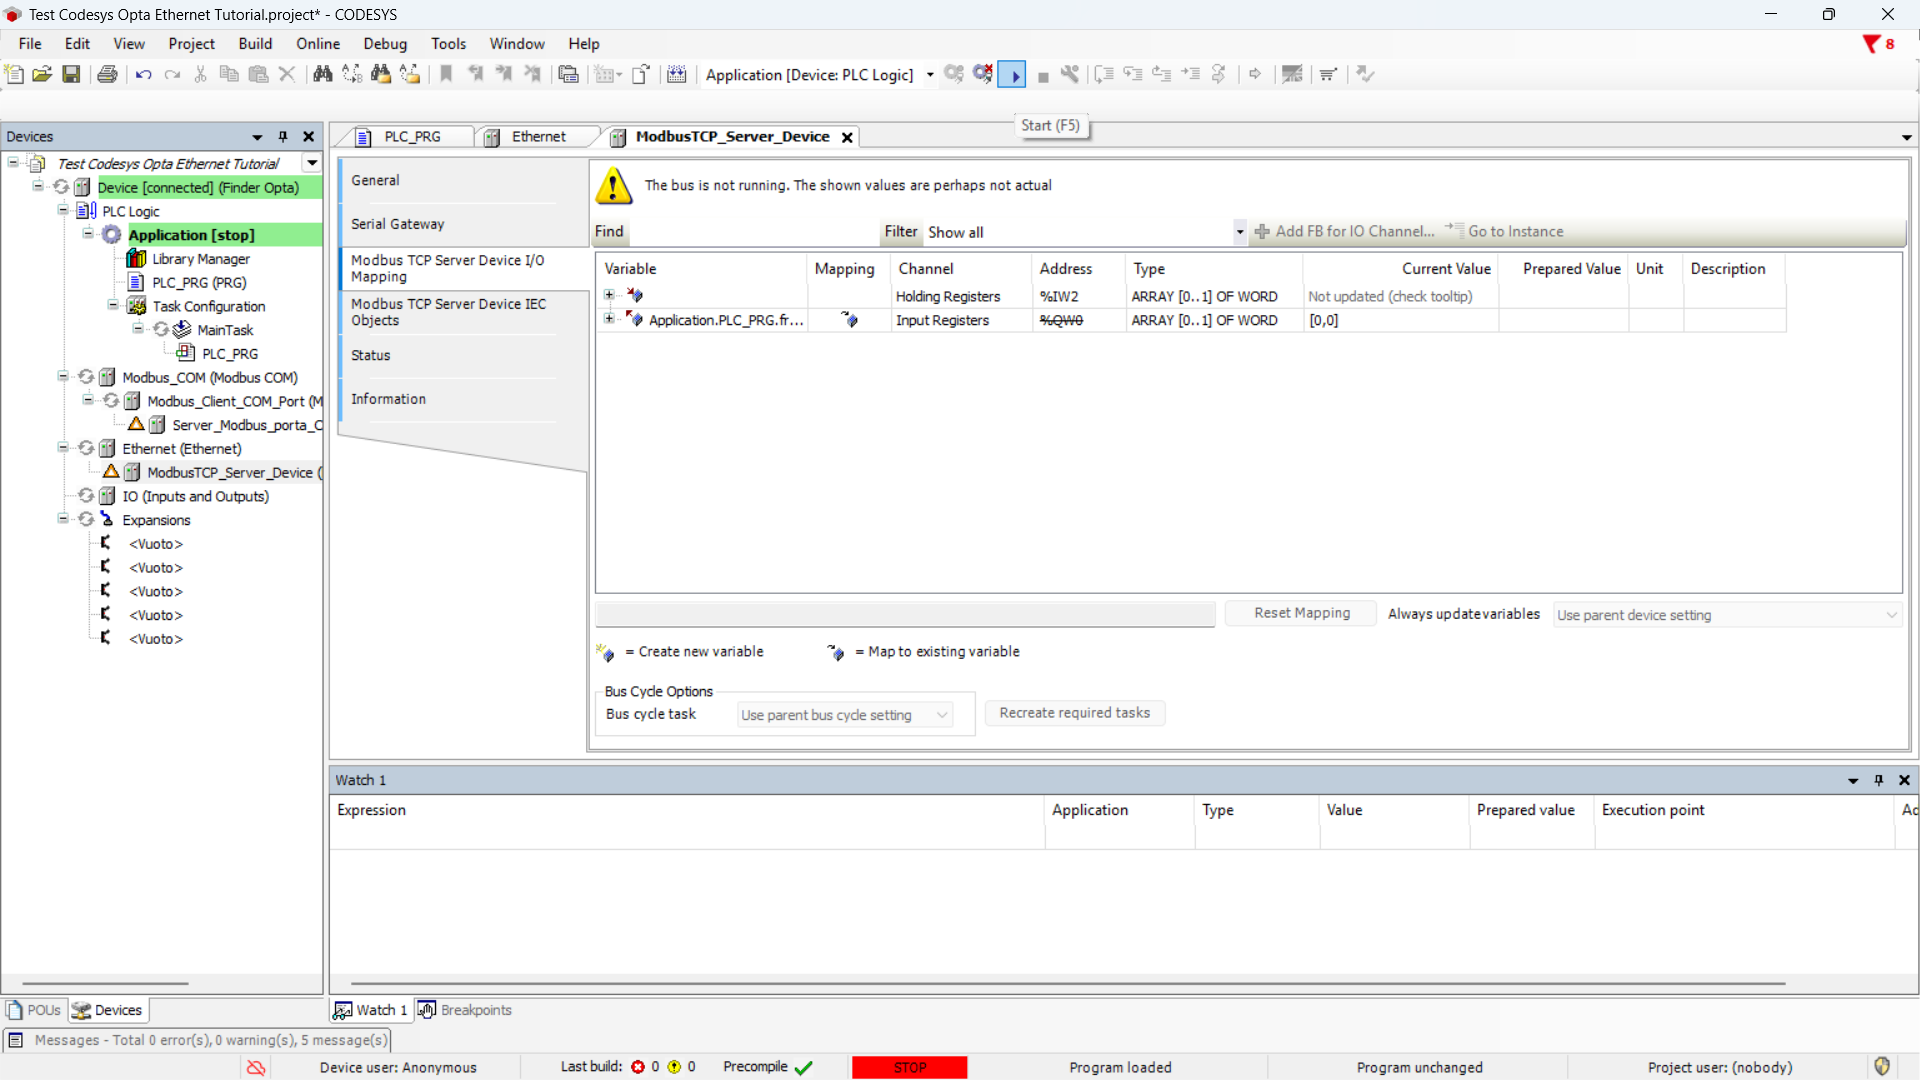 Test Codesys Opta Ethernet Tutorial.project* - CODESYS
File Edit View Project Build Online Debug Tools Window Help
8
Application [Device: PLC Logic]
Start (F5)
Devices
Test Codesys Opta Ethernet Tutorial
Device [connected] (Finder Opta)
PLC Logic
Application [stop]
Library Manager
PLC_PRG (PRG)
Task Configuration
MainTask
PLC_PRG
Modbus_COM (Modbus COM)
Modbus_Client_COM_Port (M
Server_Modbus_porta_C
Ethernet (Ethernet)
ModbusTCP_Server_Device (
IO (Inputs and Outputs)
Expansions
<Vuoto>
<Vuoto>
<Vuoto>
<Vuoto>
<Vuoto>
POUs Devices
PLC_PRG Ethernet ModbusTCP_Server_Device
General
Serial Gateway
Modbus TCP Server Device I/O
Mapping
Modbus TCP Server Device IEC
Objects
Status
Information
The bus is not running. The shown values are perhaps not actual
Find Filter Show all Add FB for IO Channel... Go to Instance
Variable Mapping Channel Address Type Current Value Prepared Value Unit Description
Holding Registers %IW2 ARRAY [0..1] OF WORD Not updated (check tooltip)
Application.PLC_PRG.fr... Input Registers %QW0 ARRAY [0..1] OF WORD [0,0]
Reset Mapping Always update variables Use parent device setting
= Create new variable = Map to existing variable
Bus Cycle Options
Bus cycle task Use parent bus cycle setting Recreate required tasks
Watch 1
Expression Application Type Value Prepared value Execution point Ad
Watch 1 Breakpoints
Messages - Total 0 error(s), 0 warning(s), 5 message(s)
Device user: Anonymous Last build: 0 0 Precompile STOP Program loaded Program unchanged Project user: (nobody)